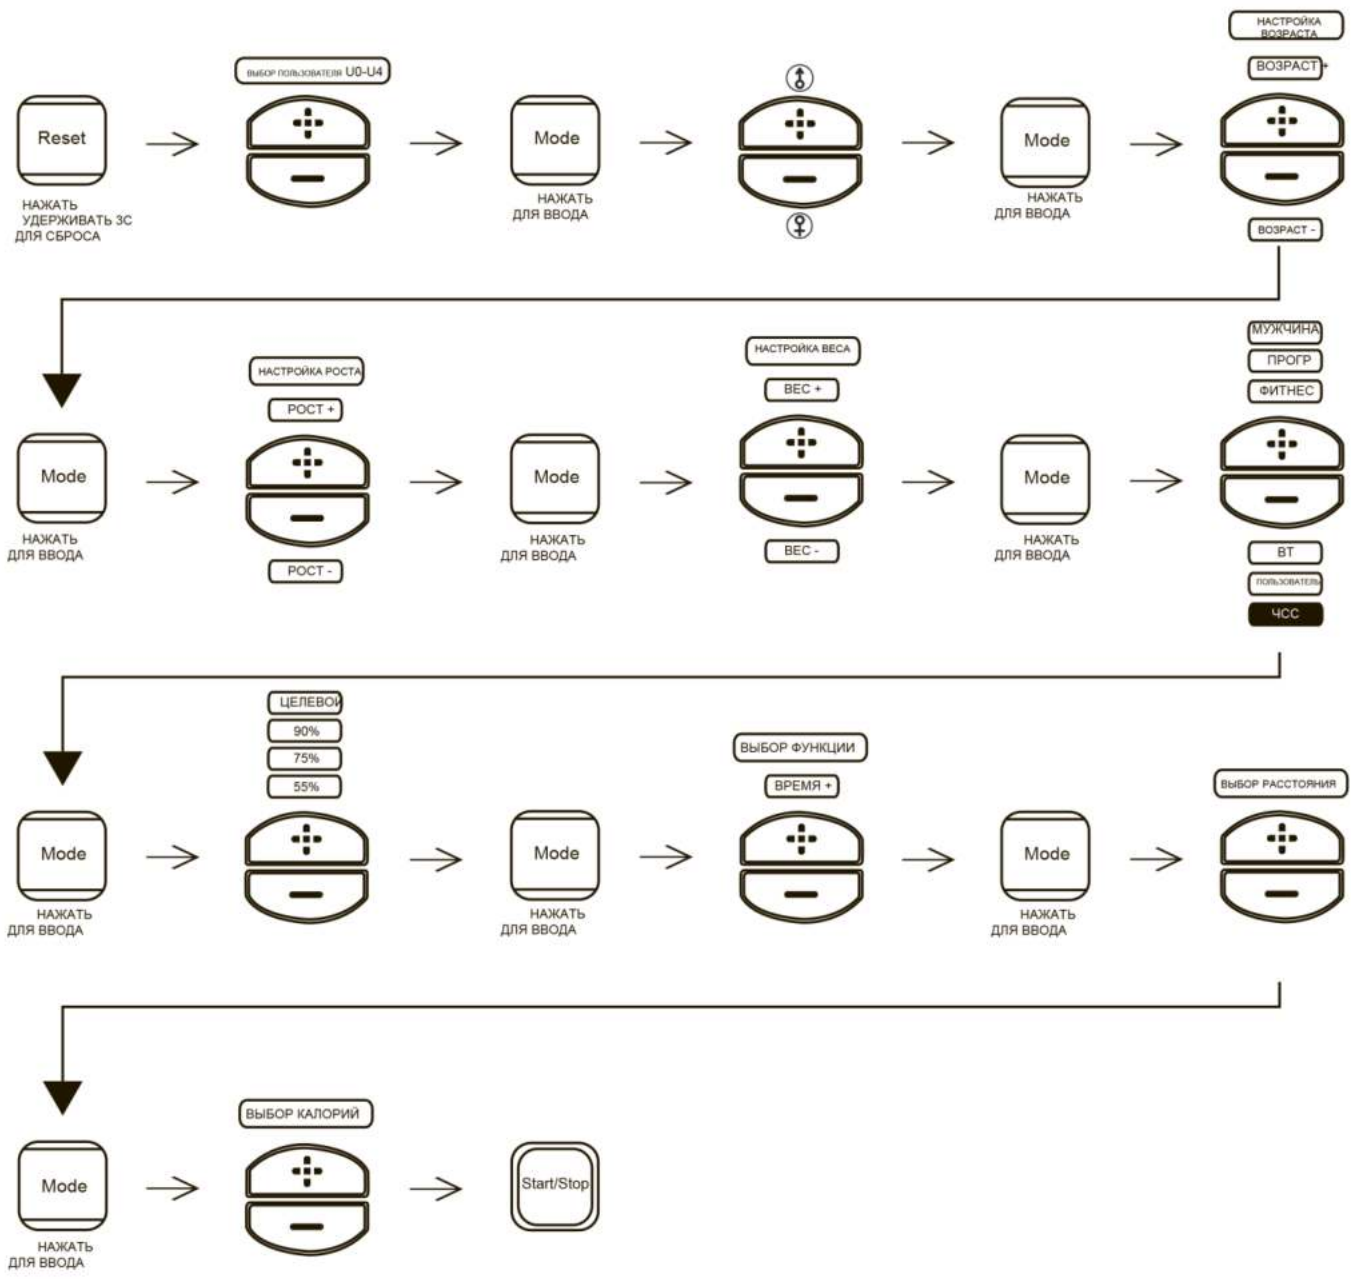 НАСТРОЙКА
ВОЗРАСТА
ВЫБОР ПОЛЬЗОВАТЕЛЯ U0-U4
ВОЗРАСТ +
Reset
Mode
Mode
НАЖАТЬ
УДЕРЖИВАТЬ 3С
ДЛЯ СБРОСА
НАЖАТЬ
ДЛЯ ВВОДА
НАЖАТЬ
ДЛЯ ВВОДА
ВОЗРАСТ -
НАСТРОЙКА РОСТА
РОСТ +
НАСТРОЙКА ВЕСА
ВЕС +
МУЖЧИНА
ПРОГР
ФИТНЕС
Mode
Mode
Mode
НАЖАТЬ
ДЛЯ ВВОДА
РОСТ -
НАЖАТЬ
ДЛЯ ВВОДА
ВЕС -
НАЖАТЬ
ДЛЯ ВВОДА
ВТ
ПОЛЬЗОВАТЕЛЬ
ЧСС
ЦЕЛЕВОЙ
90%
75%
55%
ВЫБОР ФУНКЦИИ
ВРЕМЯ +
ВЫБОР РАССТОЯНИЯ
Mode
Mode
Mode
НАЖАТЬ
ДЛЯ ВВОДА
НАЖАТЬ
ДЛЯ ВВОДА
НАЖАТЬ
ДЛЯ ВВОДА
ВЫБОР КАЛОРИЙ
Mode
Start/Stop
НАЖАТЬ
ДЛЯ ВВОДА